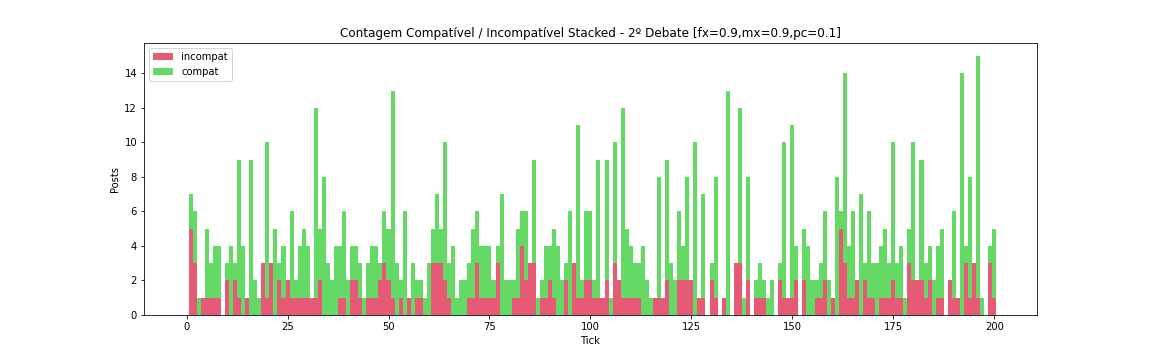 Contagem Compatível / Incompatível Stacked - 2º Debate [fx=0.9,mx=0.9,pc=0.1]
incompat
compat
14
12
10
8
6
4
2
0
Posts
0 25 50 75 100 125 150 175 200
Tick